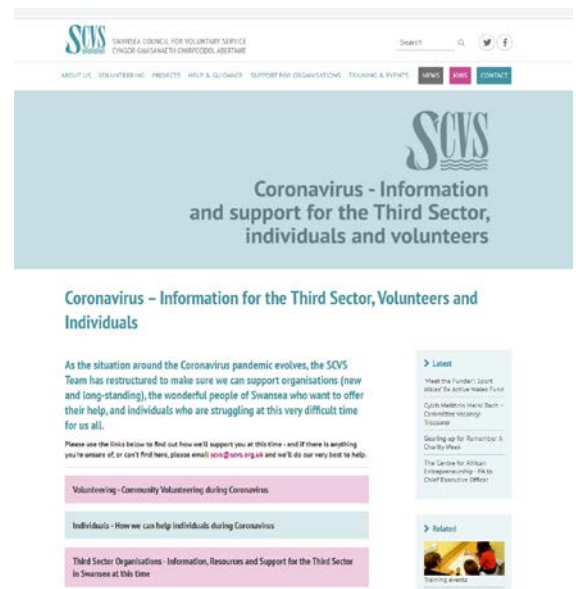 SCVS
SWANSEA COUNCIL FOR VOLUNTARY SERVICE
CYNGOR GWASANAETH GWIRFODDOL ABERTAWE
Search
ABOUT US VOLUNTEERING PROJECTS HELP & GUIDANCE SUPPORT FOR ORGANISATIONS TRAINING & EVENTS NEWS JOBS CONTACT
SCVS
Coronavirus - Information
and support for the Third Sector,
individuals and volunteers
Coronavirus – Information for the Third Sector, Volunteers and
Individuals
As the situation around the Coronavirus pandemic evolves, the SCVS
Team has restructured to make sure we can support organisations (new
and long-standing), the wonderful people of Swansea who want to offer
their help, and individuals who are struggling at this very difficult time
for us all.
Please use the links below to find out how we'll support you at this time - and if there is anything
you're unsure of, or can't find here, please email scvs@scvs.org.uk and we'll do our very best to help.
Volunteering - Community Volunteering during Coronavirus
Individuals - How we can help individuals during Coronavirus
Third Sector Organisations - Information, Resources and Support for the Third Sector
in Swansea at this time
Latest
'Meet the Funder': Sport
Wales' Be Active Wales Fund
Cylch Meithrin Meini Bach –
Committee vacancy:
Treasurer
Gearing up for Remember A
Charity Week
The Centre for African
Entrepreneurship - PA to
Chief Executive Officer
Related
Training events